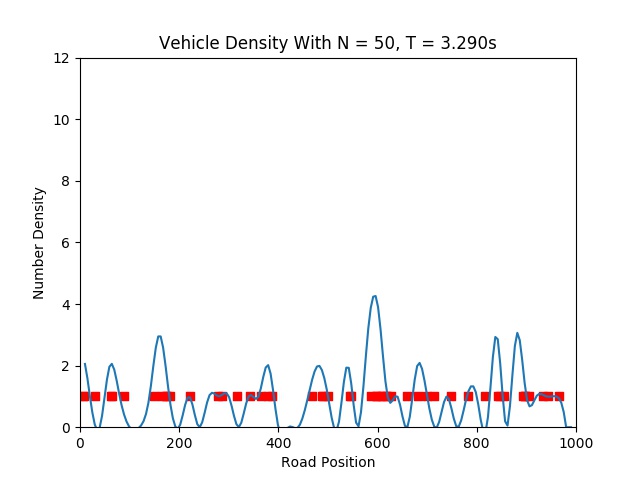 Vehicle Density With N = 50, T = 3.290s
12
10
8
6
4
2
0
Number Density
0 200 400 600 800 1000
Road Position